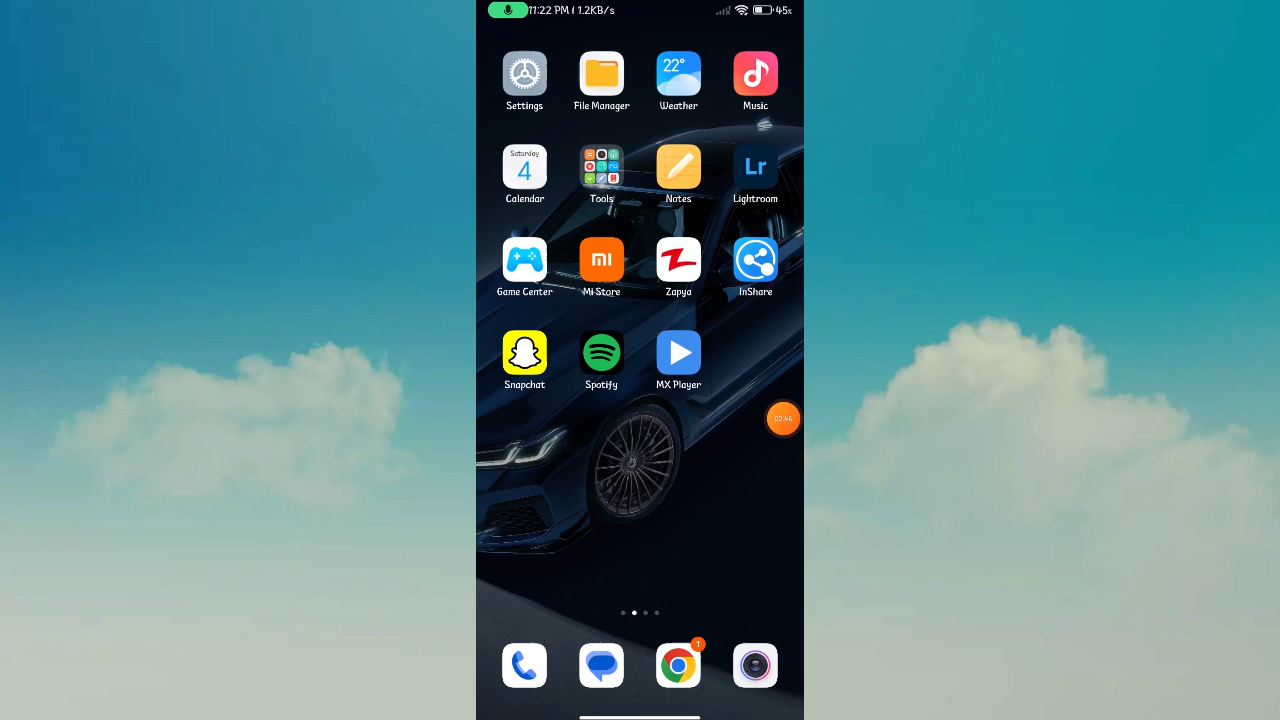 11:22 PM 1.2KB/s 45%
22°
Settings File Manager Weather Music
Saturday
4
Lr
Calendar Tools Notes Lightroom
Game Center Mi Store Zapya InShare
Snapchat Spotify MX Player
02:46
1